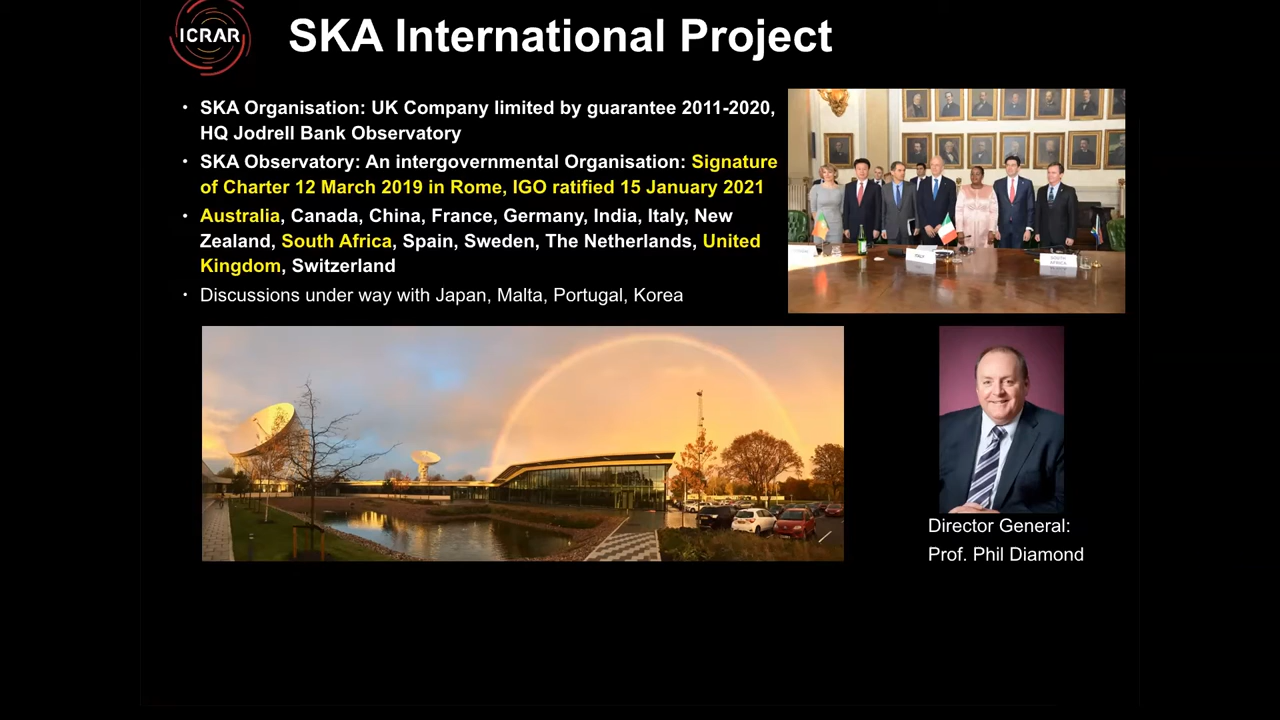 ICRAR
SKA International Project
• SKA Organisation: UK Company limited by guarantee 2011-2020,
HQ Jodrell Bank Observatory
• SKA Observatory: An intergovernmental Organisation: Signature
of Charter 12 March 2019 in Rome, IGO ratified 15 January 2021
• Australia, Canada, China, France, Germany, India, Italy, New
Zealand, South Africa, Spain, Sweden, The Netherlands, United
Kingdom, Switzerland
• Discussions under way with Japan, Malta, Portugal, Korea
ITALY
SOUTH
AFRICA
Director General:
Prof. Phil Diamond